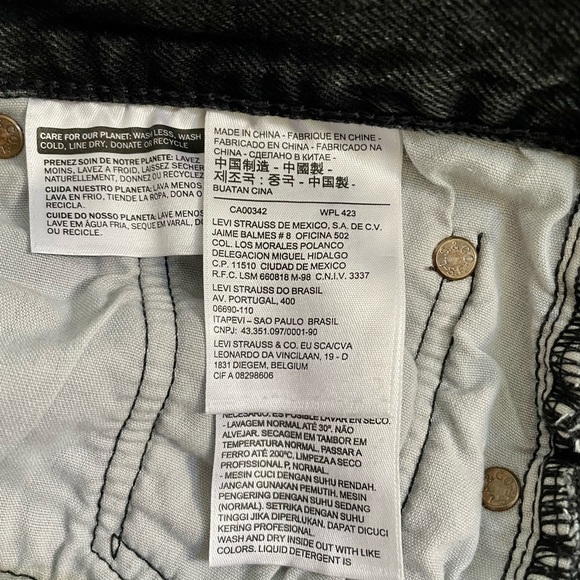 CARE FOR OUR PLANET: WASH LESS, WASH
COLD, LINE DRY, DONATE OR RECYCLE
PRENEZ SOIN DE NOTRE PLANETE: LAVEZ
MOINS, LAVEZ A FROID, LAISSEZ SECHER
NATURELLEMENT, DONNEZ OU RECYCLEZ
CUIDA NUESTRO PLANETA: LAVA MENOS
LAVA EN FRIO, TIENDE LA ROPA, DONA O
RECICLA.
CUIDE DO NOSSO PLANETA: LAVE MENOS
LAVE EM ÁGUA FRIA, SEQUE EM VARAL, DO
OU RECICLE.
MADE IN CHINA - FABRIQUE EN CHINE -
FABRICADO EN CHINA - FABRICADO NA
CHINA - СДЕЛАНО В КИТАЕ -
中国制造 - 中國製 -
제조국 : 중국 - 中国製 -
BUATAN CINA
CA00342 WPL 423
LEVI STRAUSS DE MEXICO, S.A. DE C.V.
JAIME BALMES # 8 OFICINA 502
COL. LOS MORALES POLANCO
DELEGACION MIGUEL HIDALGO
C.P. 11510 CIUDAD DE MEXICO
R.F.C. LSM 660818 M-98 C.N.I.V. 3337
LEVI STRAUSS DO BRASIL
AV. PORTUGAL, 400
06690-110
ITAPEVI – SAO PAULO BRASIL
CNPJ: 43.351.097/0001-90
LEVI STRAUSS & CO. EU SCA/CVA
LEONARDO DA VINCILAAN, 19 - D
1831 DIEGEM, BELGIUM
CIF A 08298606
NECESARIO. ES POSIBLE LAVAR EN SECO.
- LAVAGEM NORMAL ATÉ 30º. NÃO
ALVEJAR. SECAGEM EM TAMBOR EM
TEMPERATURA NORMAL. PASSAR A
FERRO ATÉ 200ºC. LIMPEZA A SECO
PROFISSIONAL P, NORMAL.
- MESIN CUCI DENGAN SUHU RENDAH.
JANGAN GUNAKAN PEMUTIH. MESIN
PENGERING DENGAN SUHU SEDANG
(NORMAL). SETRIKA DENGAN SUHU
TINGGI JIKA DIPERLUKAN. DAPAT DICUCI
KERING PROFESIONAL.
WASH AND DRY INSIDE OUT WITH LIKE
COLORS. LIQUID DETERGENT IS